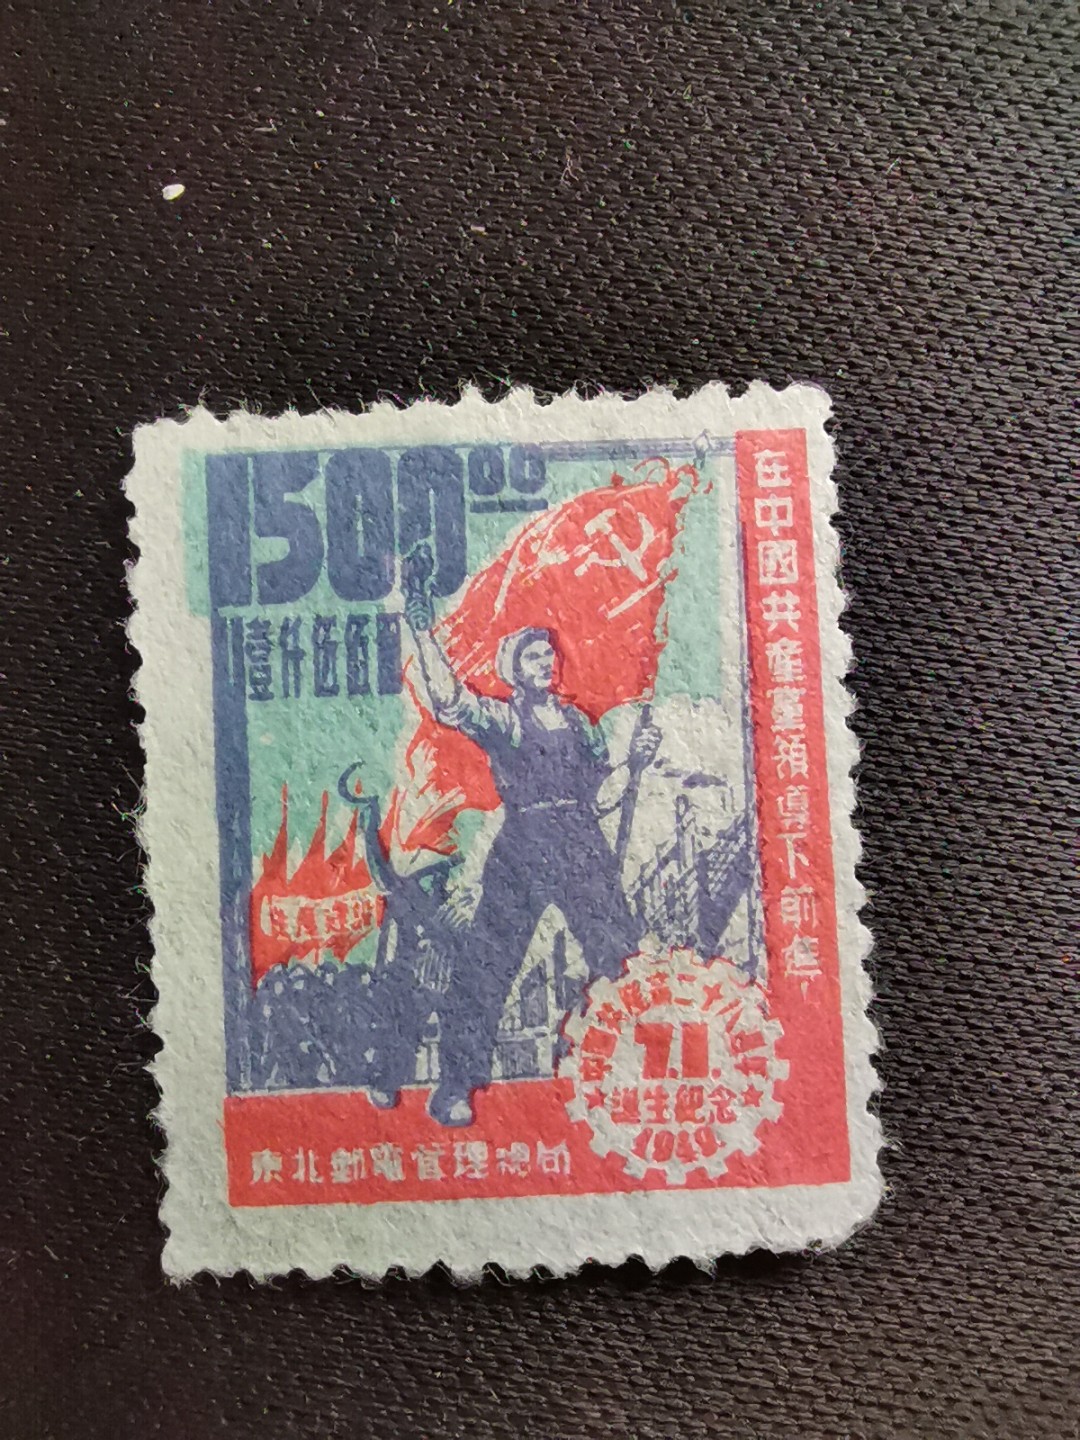 1500.00
壹仟伍佰圓
在中國共產黨領導下前進！
7.1.
誕生紀念
1949
東北郵電管理總局